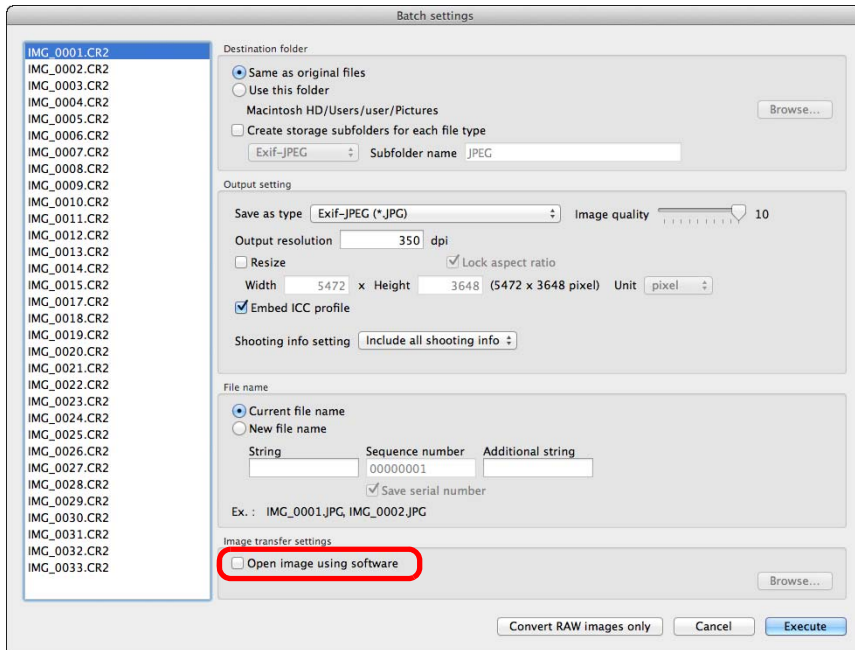 Batch settings
IMG_0001.CR2
IMG_0002.CR2
IMG_0003.CR2
IMG_0004.CR2
IMG_0005.CR2
IMG_0006.CR2
IMG_0007.CR2
IMG_0008.CR2
IMG_0009.CR2
IMG_0010.CR2
IMG_0011.CR2
IMG_0012.CR2
IMG_0013.CR2
IMG_0014.CR2
IMG_0015.CR2
IMG_0017.CR2
IMG_0018.CR2
IMG_0019.CR2
IMG_0020.CR2
IMG_0021.CR2
IMG_0022.CR2
IMG_0023.CR2
IMG_0024.CR2
IMG_0025.CR2
IMG_0026.CR2
IMG_0027.CR2
IMG_0028.CR2
IMG_0029.CR2
IMG_0030.CR2
IMG_0031.CR2
IMG_0032.CR2
IMG_0033.CR2
Destination folder
Same as original files
Use this folder
Macintosh HD/Users/user/Pictures Browse...
Create storage subfolders for each file type
Exif-JPEG Subfolder name JPEG
Output setting
Save as type Exif-JPEG (*.JPG) Image quality 10
Output resolution 350 dpi
Resize Lock aspect ratio
Width 5472 x Height 3648 (5472 x 3648 pixel) Unit pixel
Embed ICC profile
Shooting info setting Include all shooting info
File name
Current file name
New file name
String Sequence number Additional string
00000001
Save serial number
Ex. : IMG_0001.JPG, IMG_0002.JPG
Image transfer settings
Open image using software
Browse...
Convert RAW images only Cancel Execute